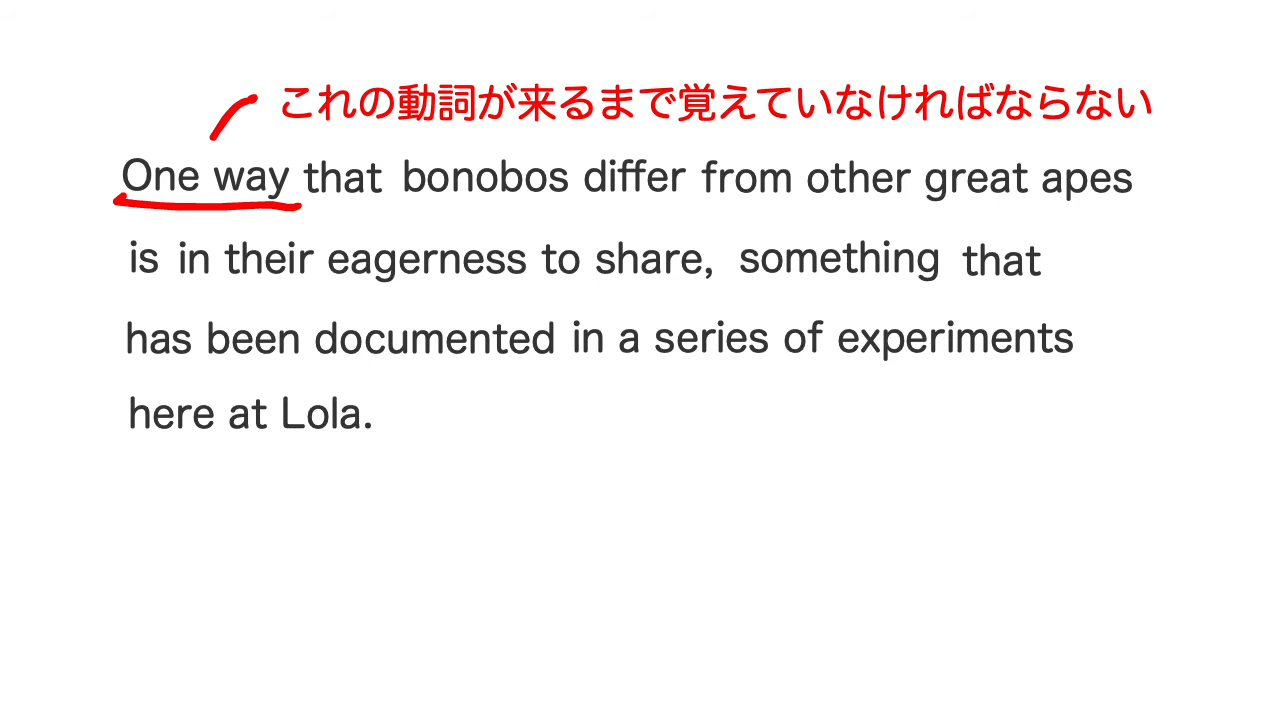 これの動詞が来るまで覚えていなければならない
One way that bonobos differ from other great apes
is in their eagerness to share, something that
has been documented in a series of experiments
here at Lola.